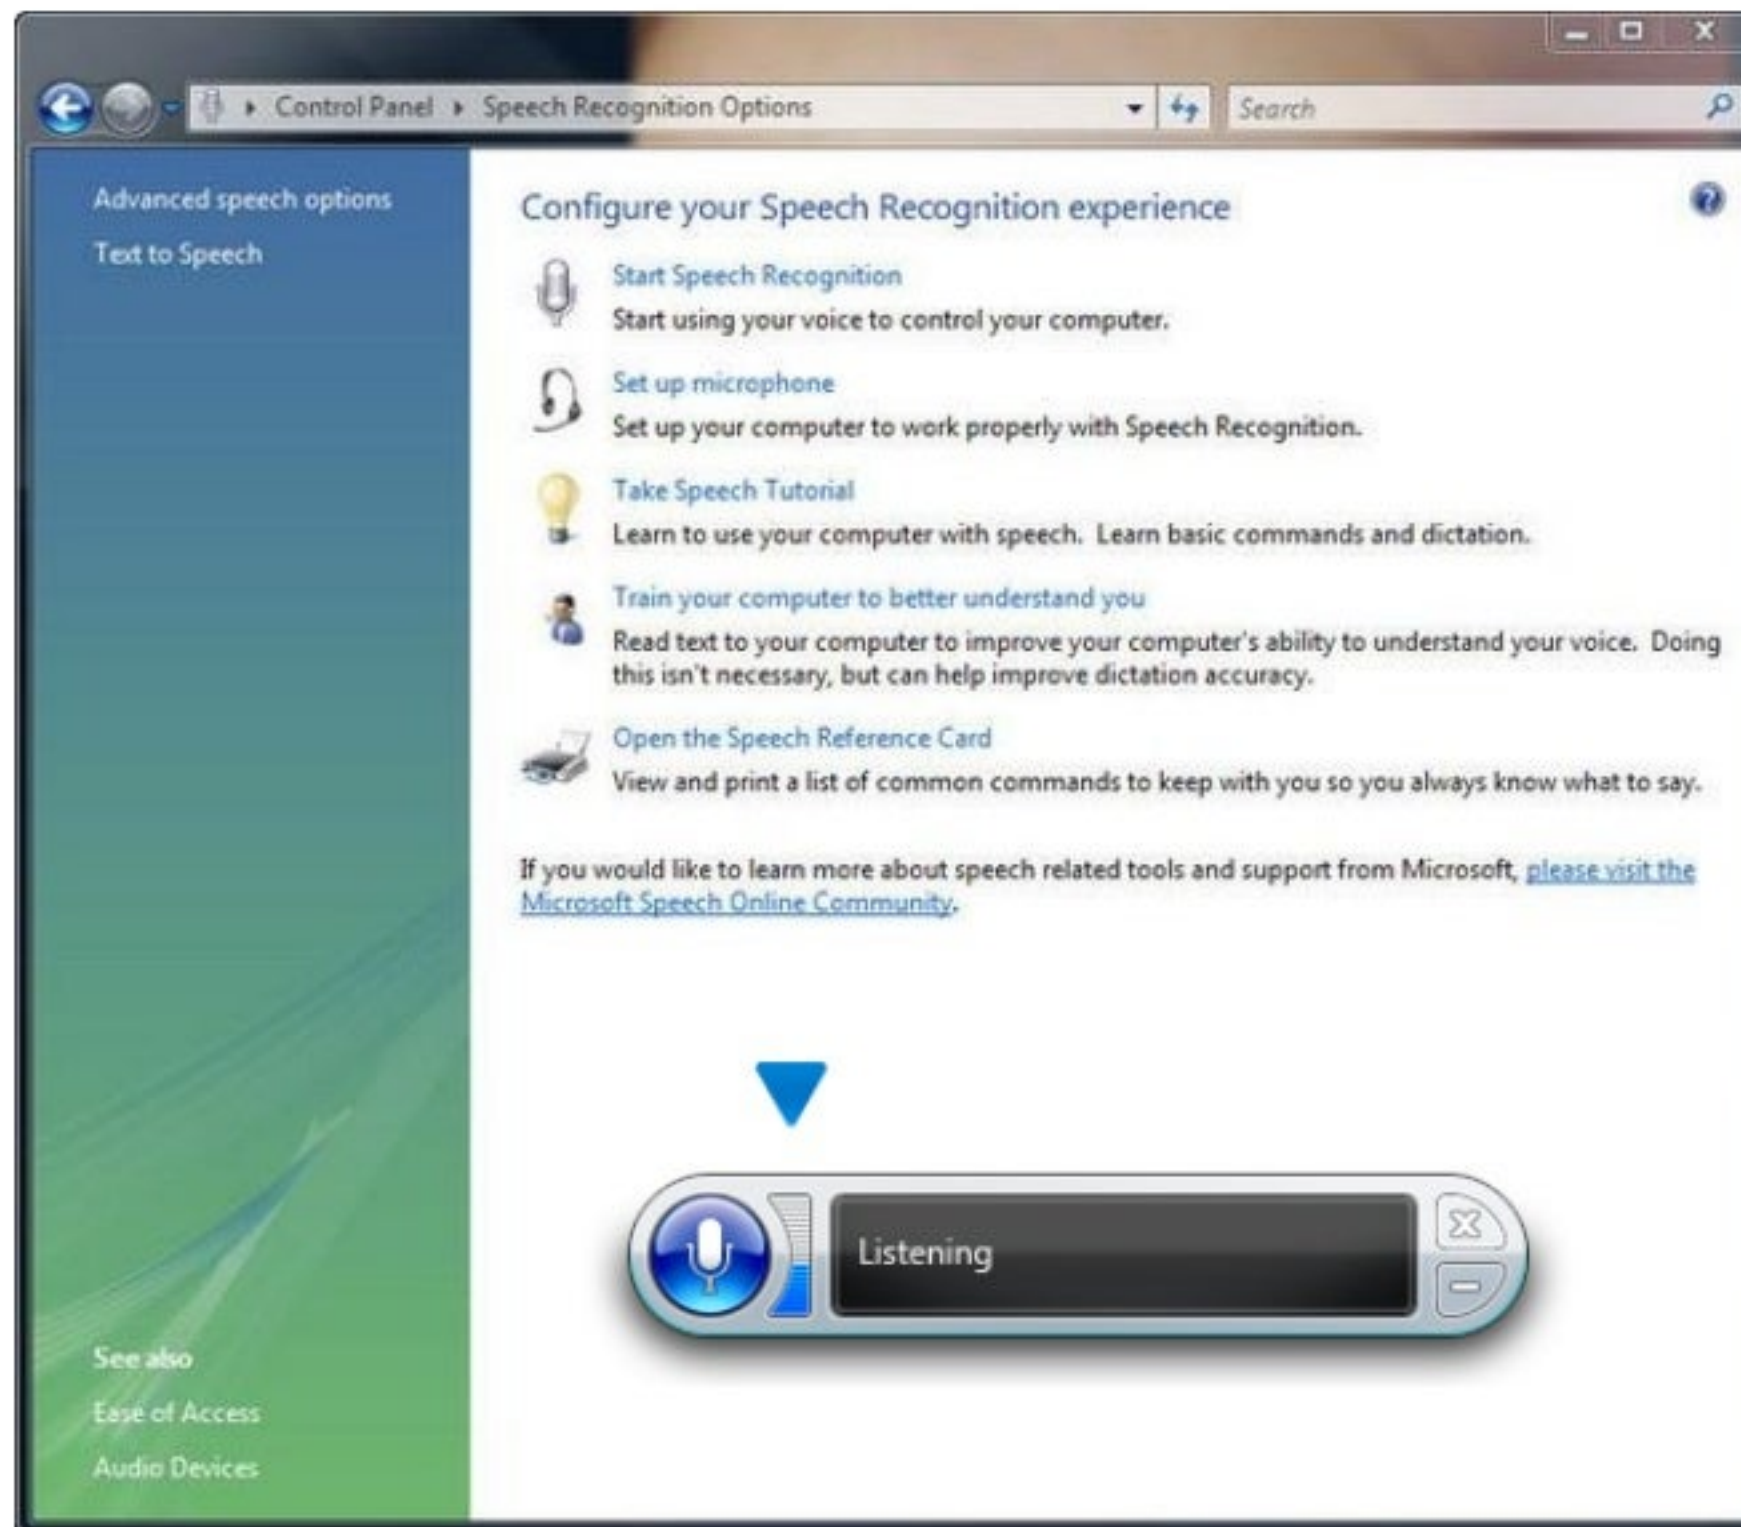 Control Panel Speech Recognition Options
Search
Advanced speech options
Text to Speech
Configure your Speech Recognition experience
Start Speech Recognition
Start using your voice to control your computer.
Set up microphone
Set up your computer to work properly with Speech Recognition.
Take Speech Tutorial
Learn to use your computer with speech. Learn basic commands and dictation.
Train your computer to better understand you
Read text to your computer to improve your computer's ability to understand your voice. Doing
this isn't necessary, but can help improve dictation accuracy.
Open the Speech Reference Card
View and print a list of common commands to keep with you so you always know what to say.
If you would like to learn more about speech related tools and support from Microsoft, please visit the
Microsoft Speech Online Community.
Listening
See also
Ease of Access
Audio Devices